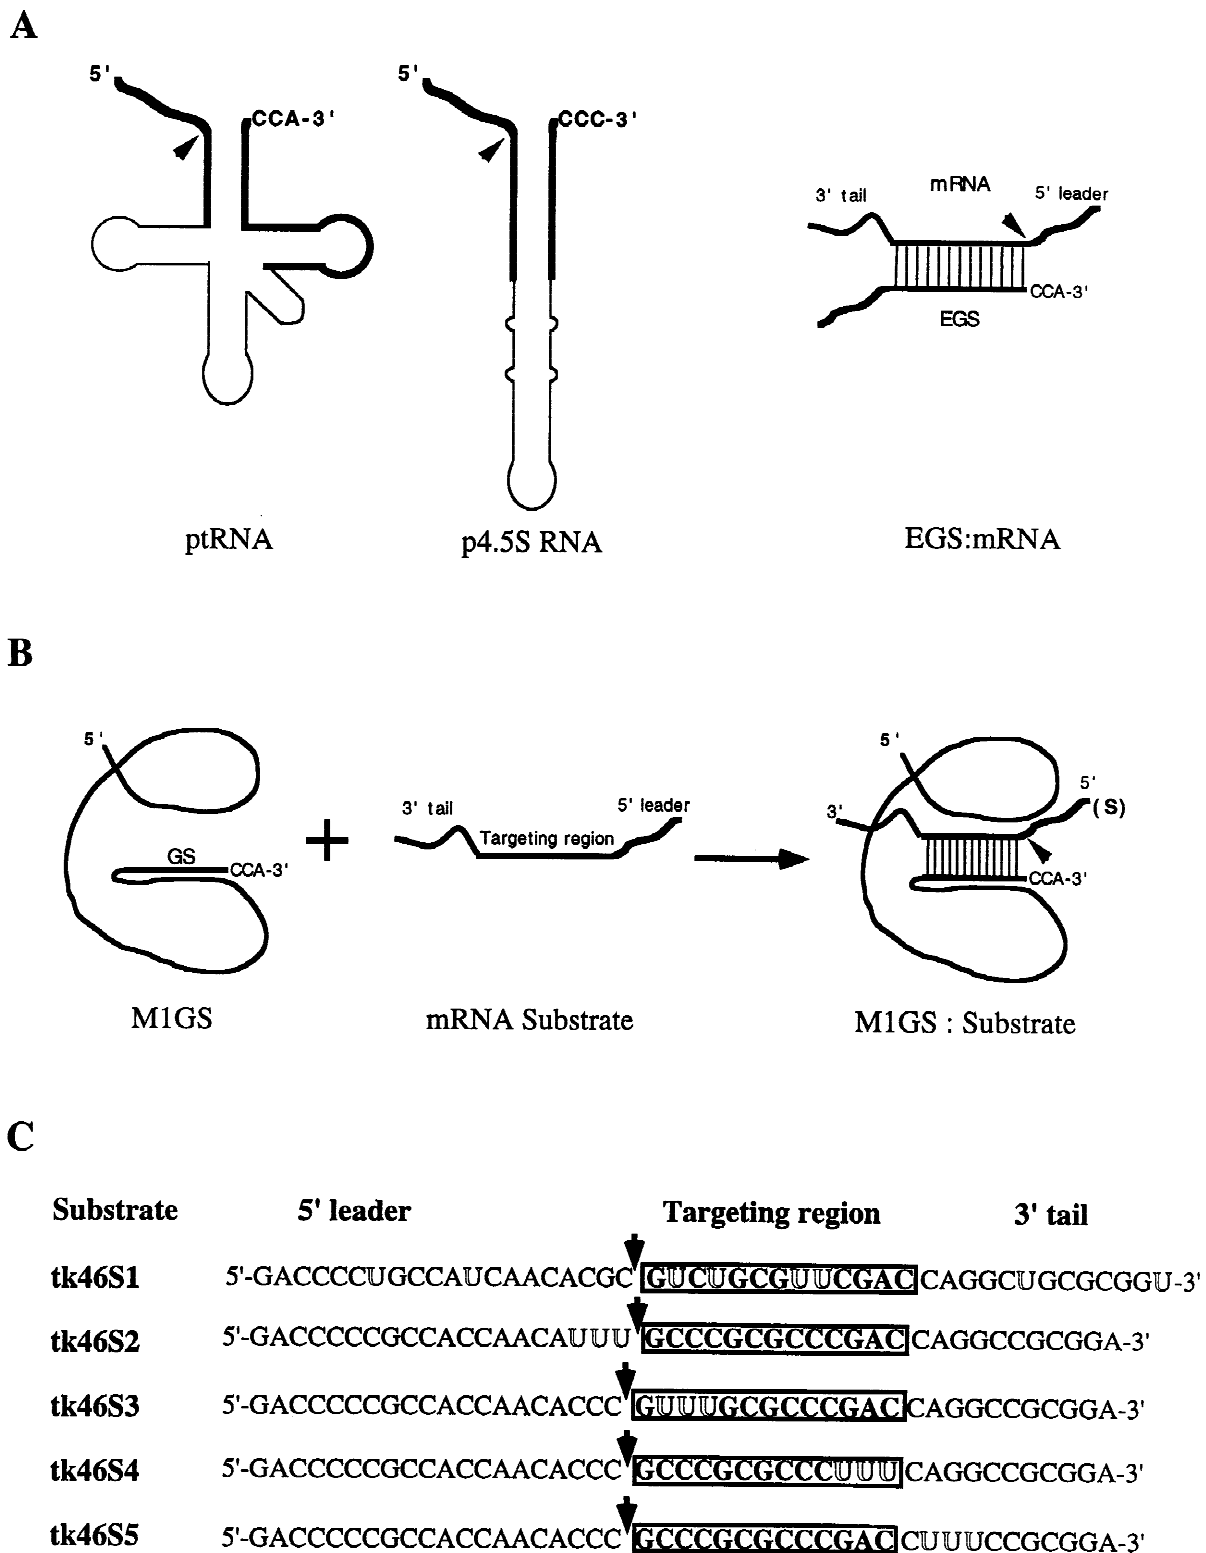 A
5'
CCA-3'
5'
CCC-3'
3' tail
mRNA
5' leader
CCA-3'
EGS
ptRNA
p4.5S RNA
EGS:mRNA
B
5'
GS
CCA-3'
+
3' tail
5' leader
Targeting region
5'
3'
5'
(S)
CCA-3'
M1GS
mRNA Substrate
M1GS : Substrate
C
Substrate 5' leader Targeting region 3' tail
tk46S1 5'-GACCCCUGCCAUCAACACGC GUCUGCGUUCGAC CAGGCUGCGCGGU-3'
tk46S2 5'-GACCCCCGCCACCAACAUUU GCCCGCGCCCGAC CAGGCCGCGGA-3'
tk46S3 5'-GACCCCCGCCACCAACACCC GUUUGCGCCCGAC CAGGCCGCGGA-3'
tk46S4 5'-GACCCCCGCCACCAACACCC GCCCGCGCCCUUU CAGGCCGCGGA-3'
tk46S5 5'-GACCCCCGCCACCAACACCC GCCCGCGCCCGAC CUUUCCGCGGA-3'